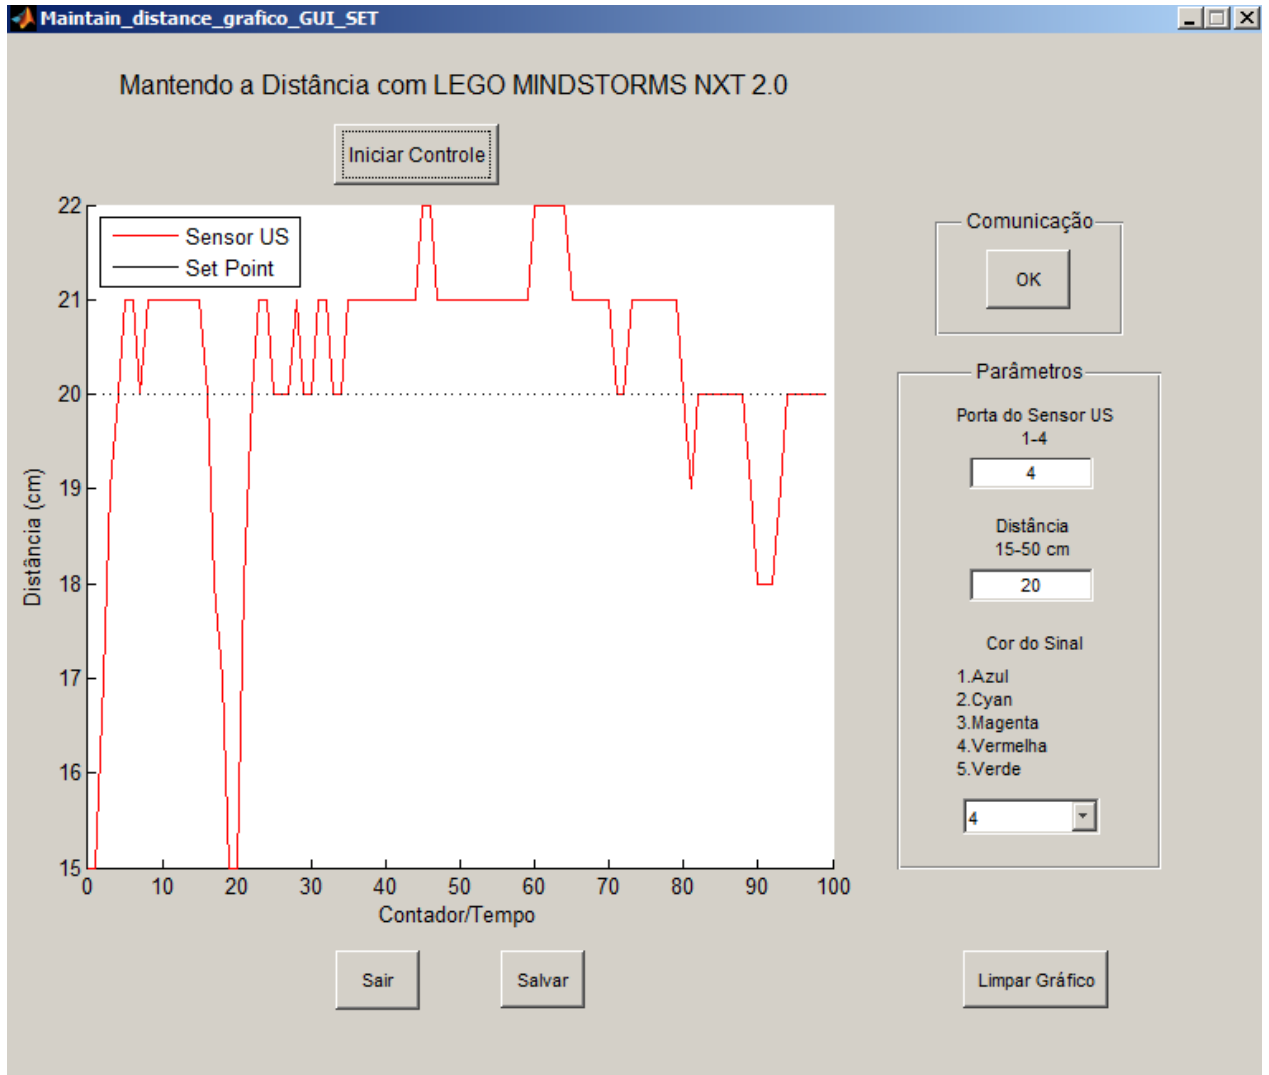 Maintain_distance_grafico_GUI_SET
Mantendo a Distância com LEGO MINDSTORMS NXT 2.0
Iniciar Controle
Sensor US
Set Point
22
21
20
19
18
17
16
15
Distância (cm)
0 10 20 30 40 50 60 70 80 90 100
Contador/Tempo
Comunicação
OK
Parâmetros
Porta do Sensor US
1-4
4
Distância
15-50 cm
20
Cor do Sinal
1.Azul
2.Cyan
3.Magenta
4.Vermelha
5.Verde
4
Sair
Salvar
Limpar Gráfico